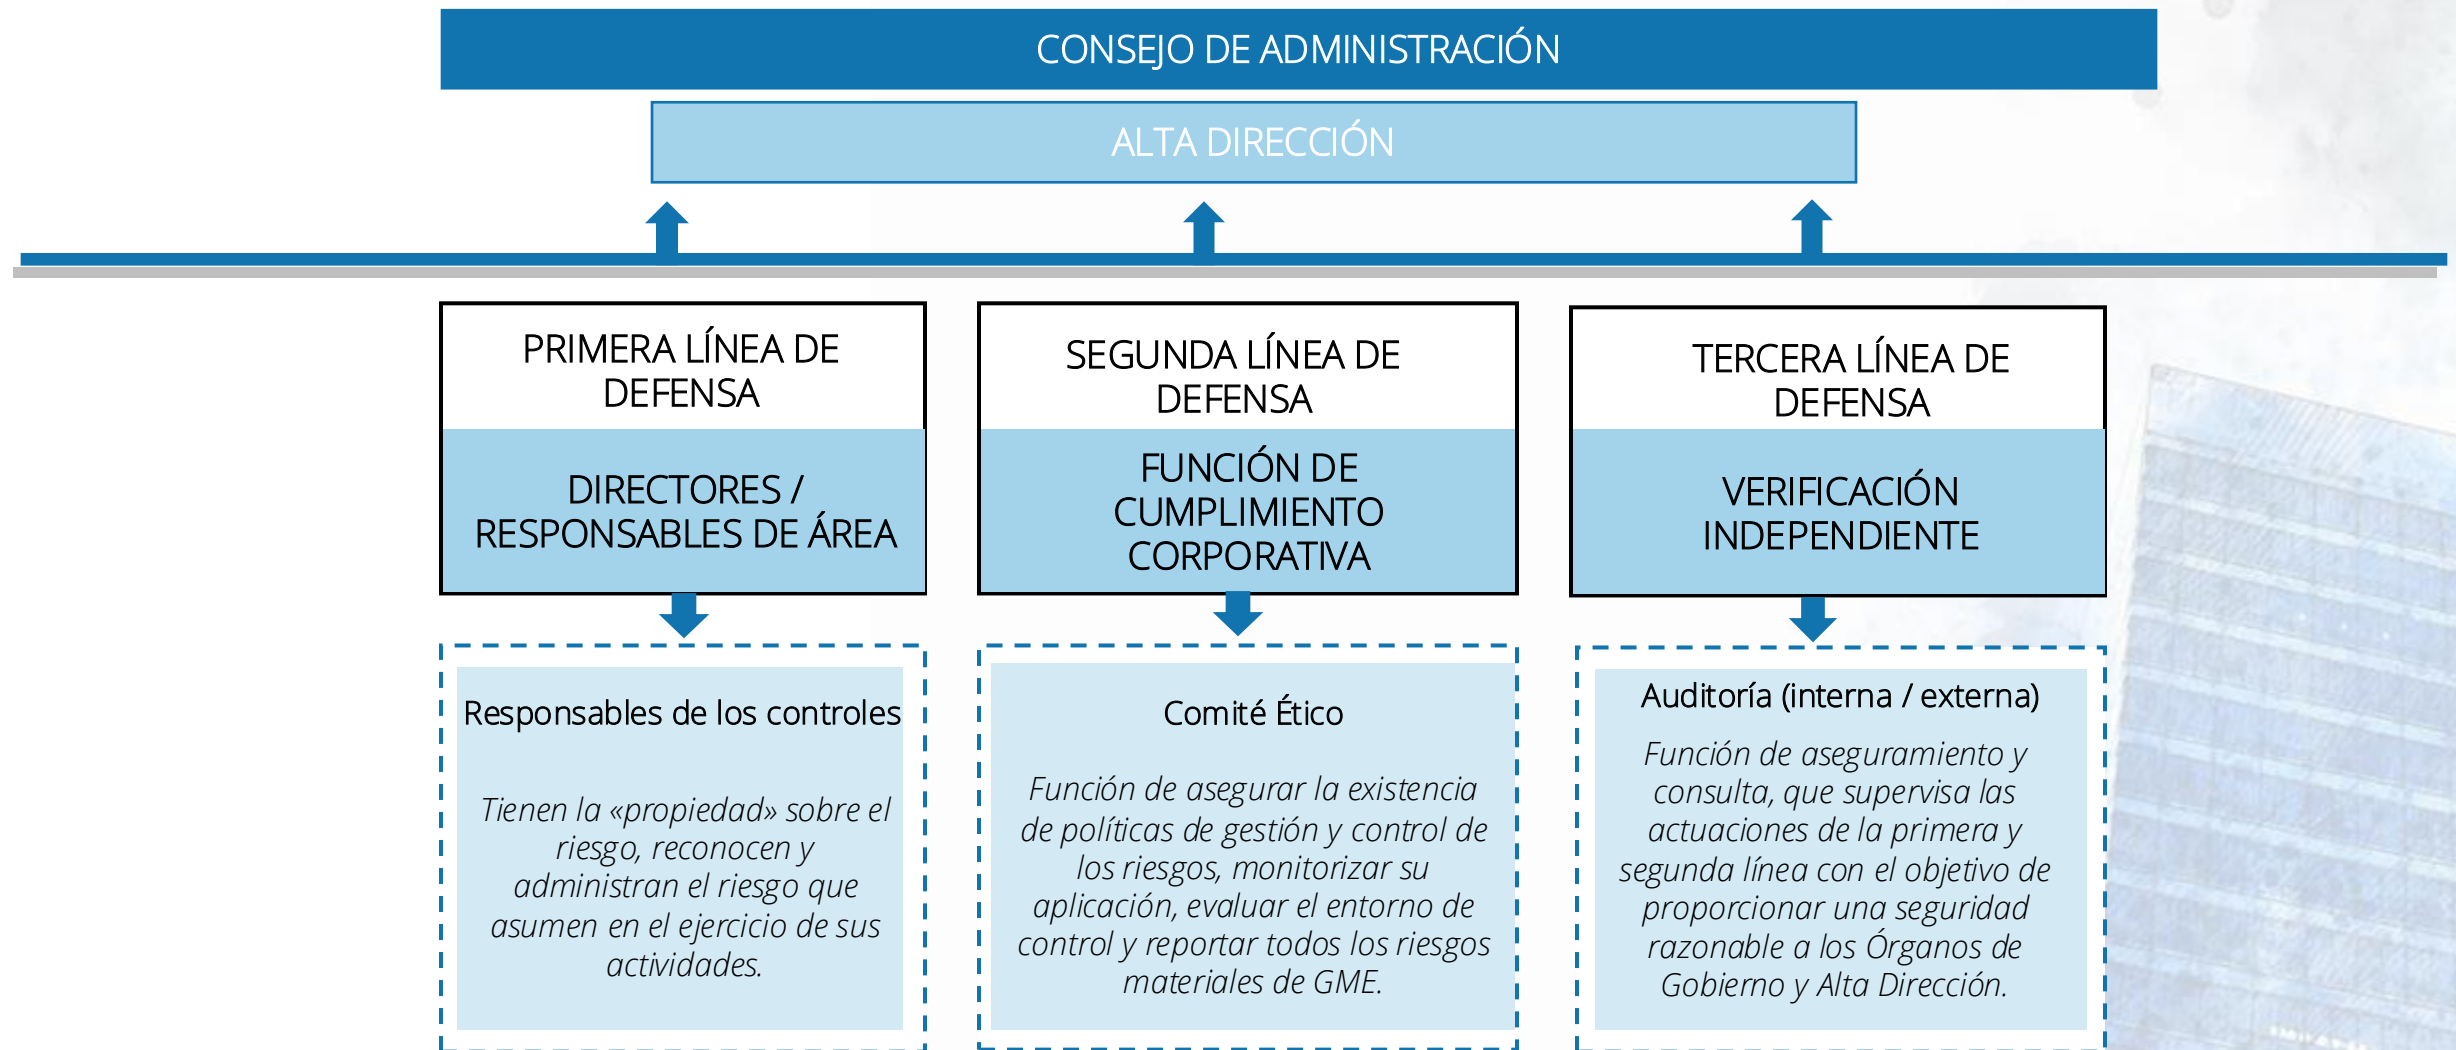 CONSEJO DE ADMINISTRACIÓN
ALTA DIRECCIÓN
PRIMERA LÍNEA DE
DEFENSA
DIRECTORES /
RESPONSABLES DE ÁREA
Responsables de los controles
Tienen la «propiedad» sobre el
riesgo, reconocen y
administran el riesgo que
asumen en el ejercicio de sus
actividades.
SEGUNDA LÍNEA DE
DEFENSA
FUNCIÓN DE
CUMPLIMIENTO
CORPORATIVA
Comité Ético
Función de asegurar la existencia
de políticas de gestión y control de
los riesgos, monitorizar su
aplicación, evaluar el entorno de
control y reportar todos los riesgos
materiales de GME.
TERCERA LÍNEA DE
DEFENSA
VERIFICACIÓN
INDEPENDIENTE
Auditoría (interna / externa)
Función de aseguramiento y
consulta, que supervisa las
actuaciones de la primera y
segunda línea con el objetivo de
proporcionar una seguridad
razonable a los Órganos de
Gobierno y Alta Dirección.